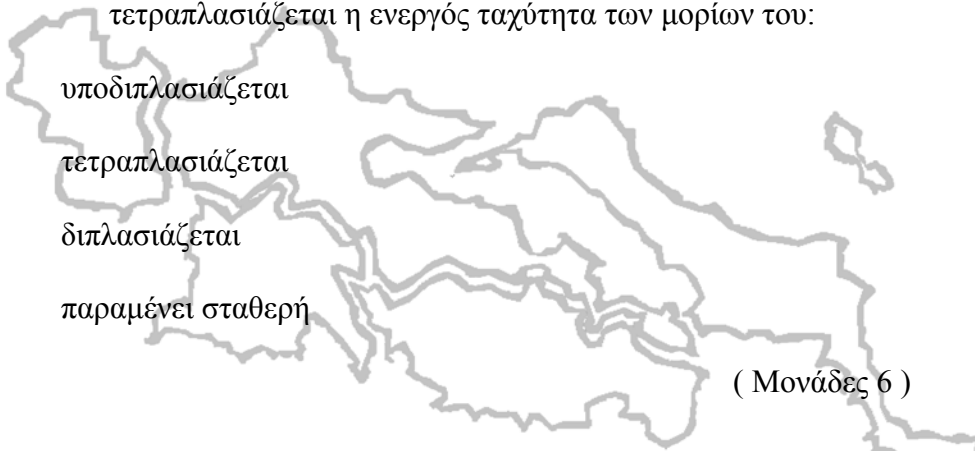 τετραπλασιάζεται η ενεργός ταχύτητα των μορίων του:
υποδιπλασιάζεται
τετραπλασιάζεται
διπλασιάζεται
παραμένει σταθερή
( Μονάδες 6 )